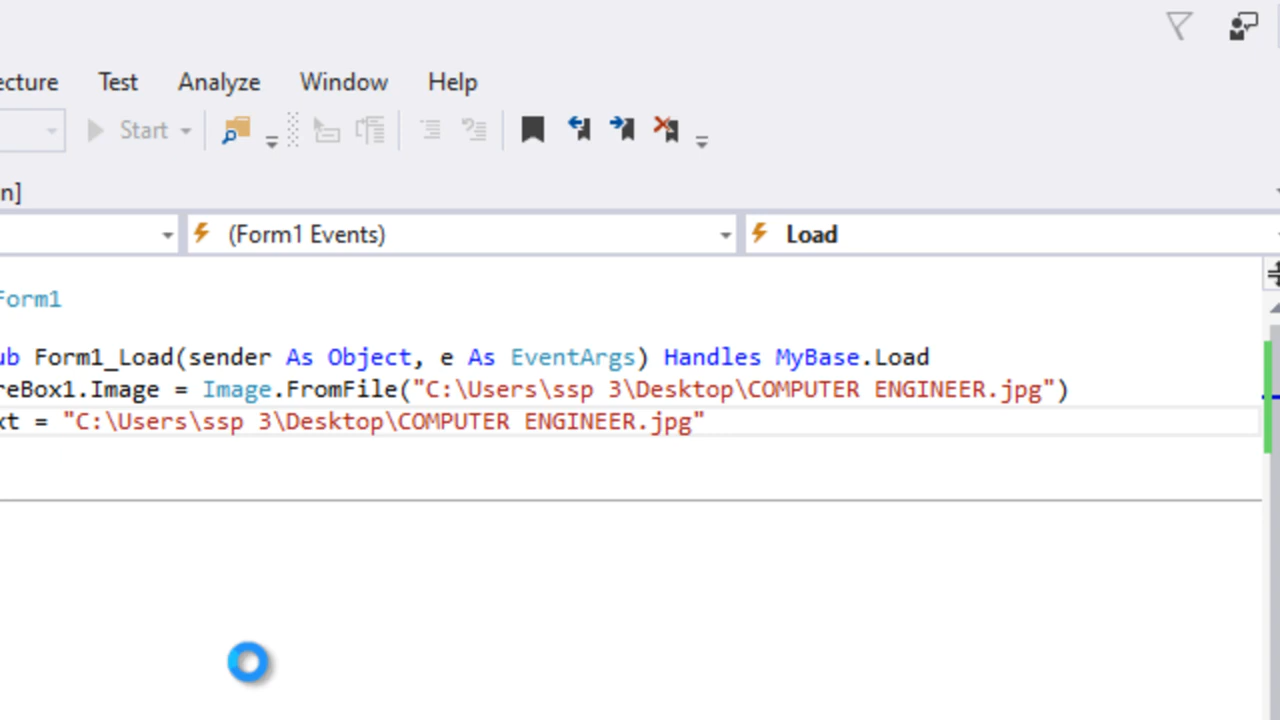 ecture Test Analyze Window Help
Start
n]
(Form1 Events) Load
Form1
ub Form1_Load(sender As Object, e As EventArgs) Handles MyBase.Load
reBox1.Image = Image.FromFile("C:\Users\ssp 3\Desktop\COMPUTER ENGINEER.jpg")
xt = "C:\Users\ssp 3\Desktop\COMPUTER ENGINEER.jpg"